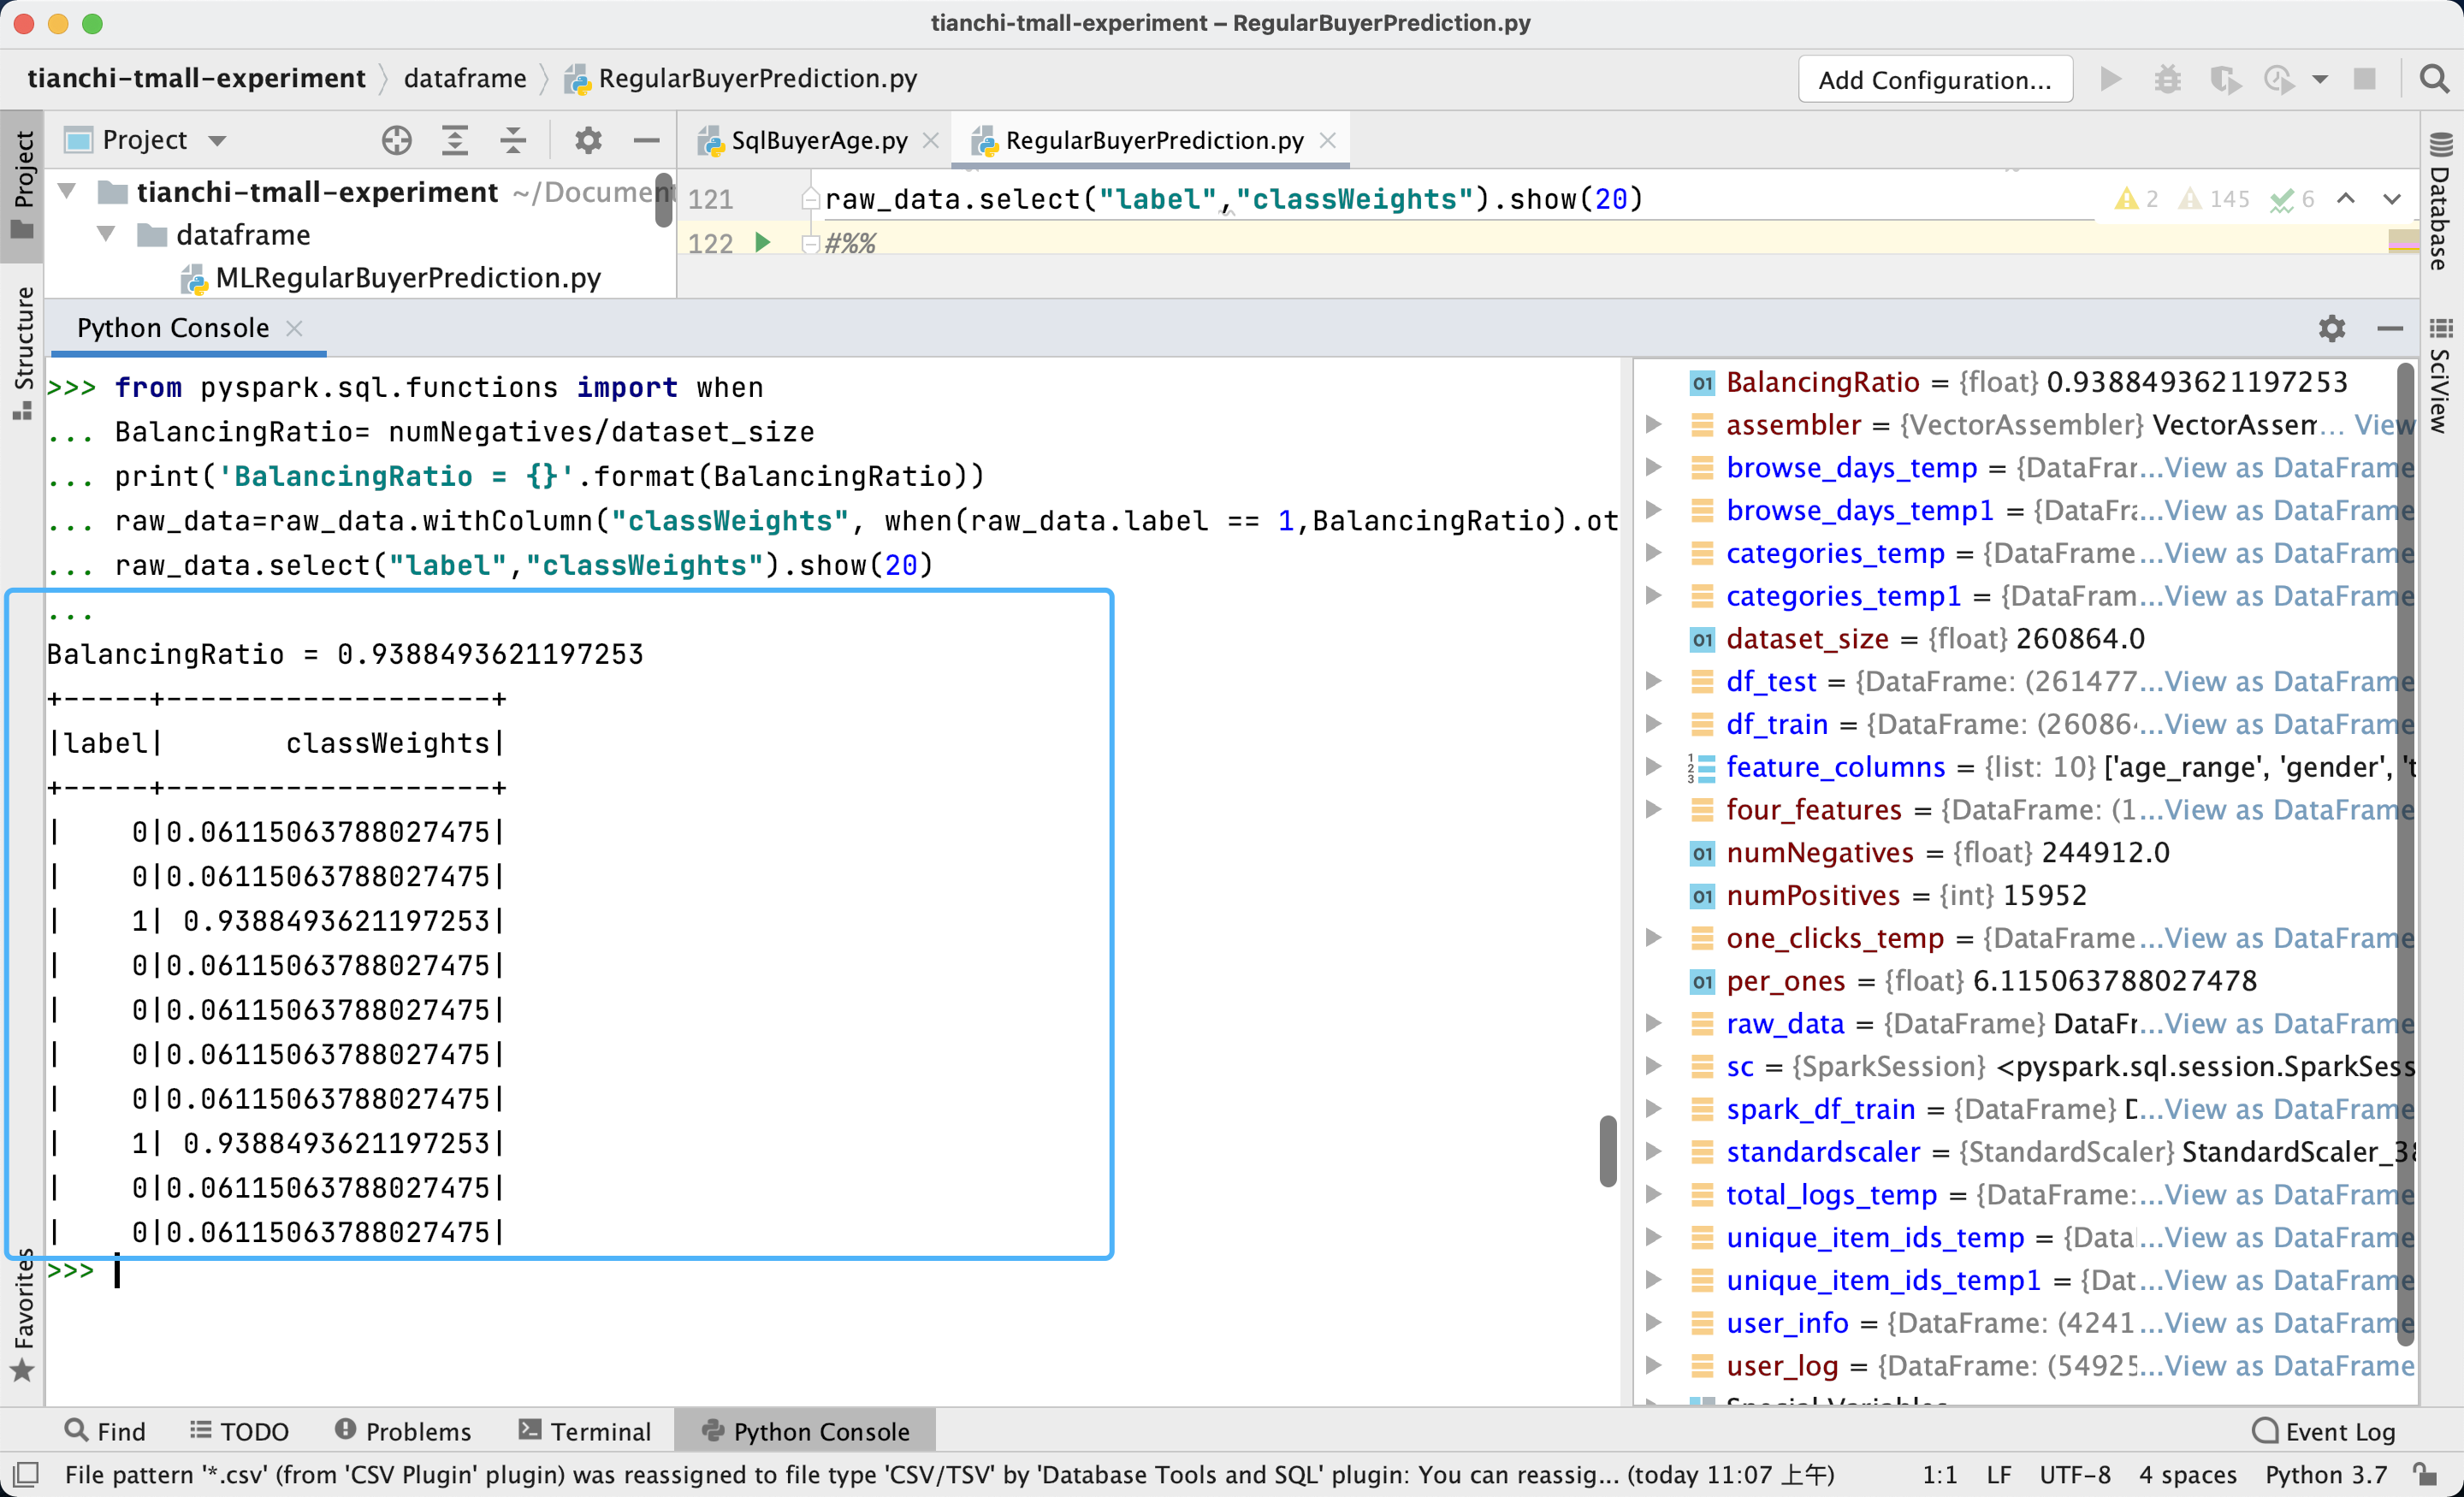 tianchi-tmall-experiment – RegularBuyerPrediction.py
tianchi-tmall-experiment dataframe RegularBuyerPrediction.py
Add Configuration...
Project
Project
SqlBuyerAge.py
RegularBuyerPrediction.py
tianchi-tmall-experiment ~/Document
dataframe
MLRegularBuyerPrediction.py
121 raw_data.select("label","classWeights").show(20)
2 145 6
122 #%%
Database
SciView
Structure
Favorites
Python Console
>>> from pyspark.sql.functions import when
... BalancingRatio= numNegatives/dataset_size
... print('BalancingRatio = {}'.format(BalancingRatio))
... raw_data=raw_data.withColumn("classWeights", when(raw_data.label == 1,BalancingRatio).ot
... raw_data.select("label","classWeights").show(20)
...
BalancingRatio = 0.9388493621197253
+-----+-------------------+
|label|       classWeights|
+-----+-------------------+
|    0|0.06115063788027475|
|    0|0.06115063788027475|
|    1| 0.9388493621197253|
|    0|0.06115063788027475|
|    0|0.06115063788027475|
|    0|0.06115063788027475|
|    0|0.06115063788027475|
|    1| 0.9388493621197253|
|    0|0.06115063788027475|
|    0|0.06115063788027475|
>>>
BalancingRatio = {float} 0.9388493621197253
assembler = {VectorAssembler} VectorAssem... View
browse_days_temp = {DataFrar...View as DataFrame
browse_days_temp1 = {DataFra...View as DataFrame
categories_temp = {DataFrame...View as DataFrame
categories_temp1 = {DataFram...View as DataFrame
dataset_size = {float} 260864.0
df_test = {DataFrame: (261477...View as DataFrame
df_train = {DataFrame: (26086...View as DataFrame
feature_columns = {list: 10} ['age_range', 'gender', 't
four_features = {DataFrame: (1...View as DataFrame
numNegatives = {float} 244912.0
numPositives = {int} 15952
one_clicks_temp = {DataFrame...View as DataFrame
per_ones = {float} 6.115063788027478
raw_data = {DataFrame} DataFr...View as DataFrame
sc = {SparkSession} <pyspark.sql.session.SparkSess
spark_df_train = {DataFrame} D...View as DataFrame
standardscaler = {StandardScaler} StandardScaler_38
total_logs_temp = {DataFrame:...View as DataFrame
unique_item_ids_temp = {Data...View as DataFrame
unique_item_ids_temp1 = {Dat...View as DataFrame
user_info = {DataFrame: (4241...View as DataFrame
user_log = {DataFrame: (54925...View as DataFrame
Special Variables
Find TODO Problems Terminal Python Console Event Log
File pattern '*.csv' (from 'CSV Plugin' plugin) was reassigned to file type 'CSV/TSV' by 'Database Tools and SQL' plugin: You can reassig... (today 11:07 上午) 1:1 LF UTF-8 4 spaces Python 3.7